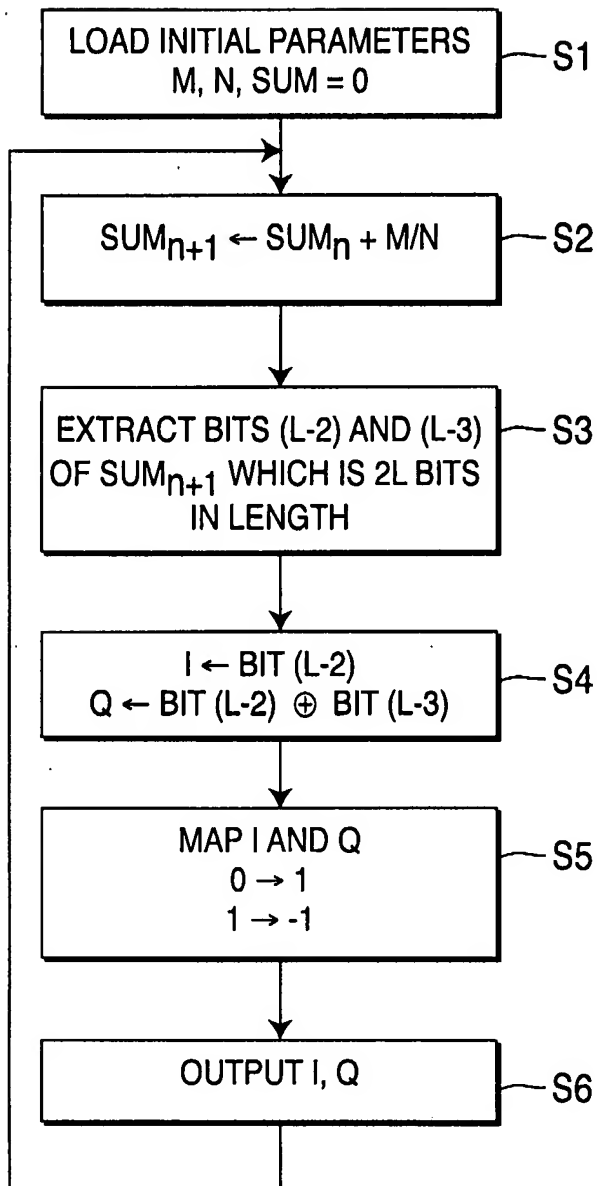 LOAD INITIAL PARAMETERS
M, N, SUM = 0
S1
SUMn+1 ← SUMn + M/N
S2
EXTRACT BITS (L-2) AND (L-3)
OF SUMn+1 WHICH IS 2L BITS
IN LENGTH
S3
I ← BIT (L-2)
Q ← BIT (L-2) ⊕ BIT (L-3)
S4
MAP I AND Q
0 → 1
1 → -1
S5
OUTPUT I, Q
S6